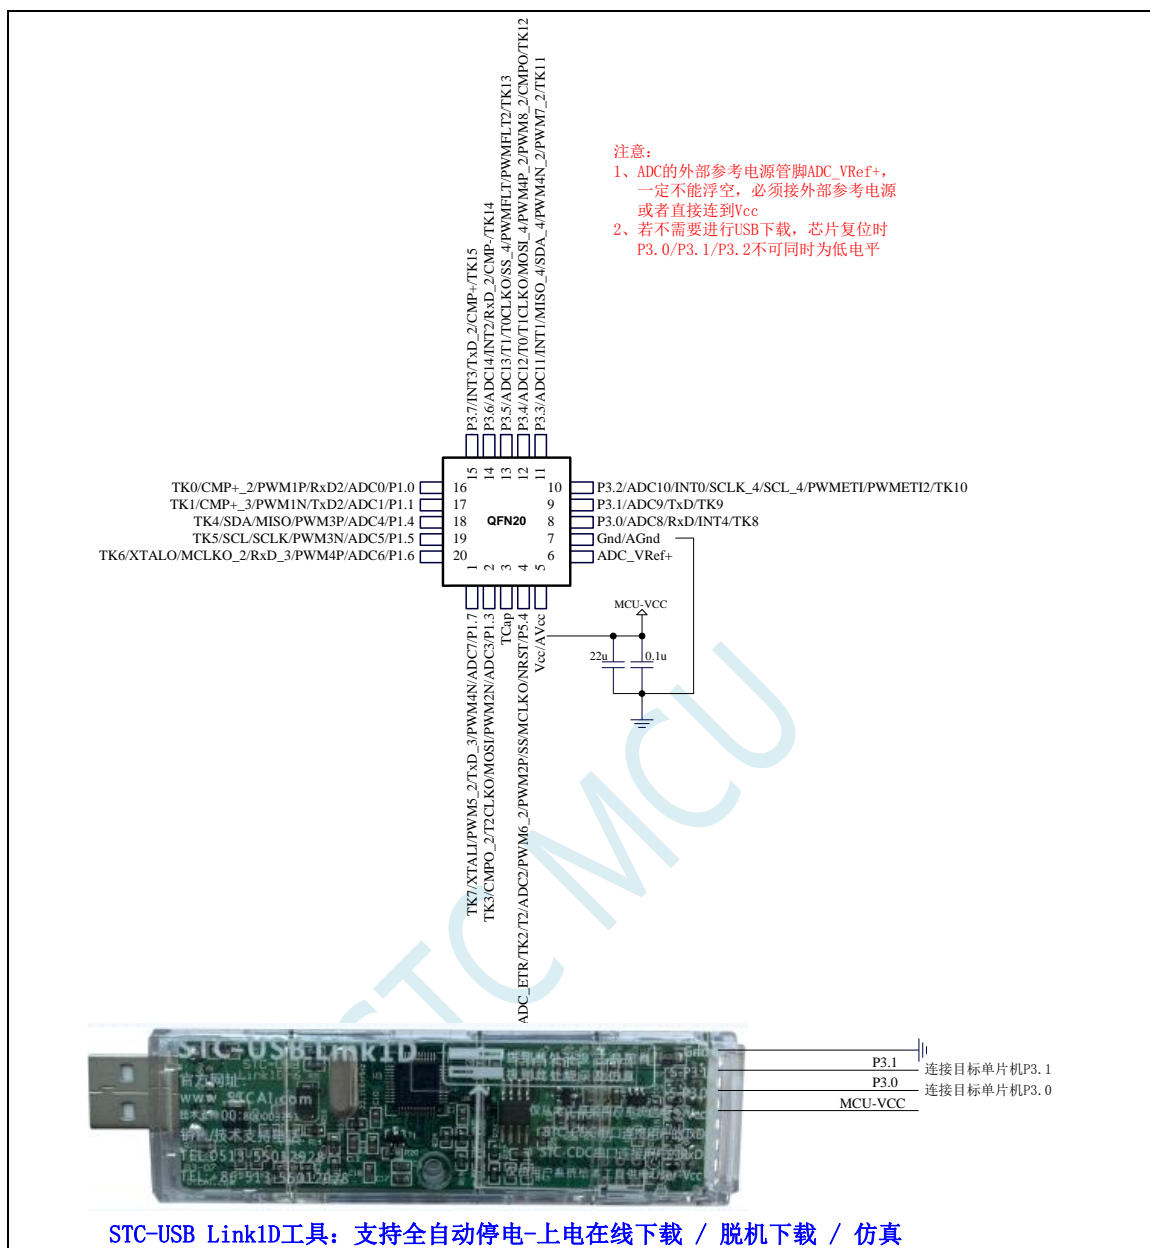 P3.7/INT3/TxD_2/CMP+/TK15
P3.6/ADC14/INT2/RxD_2/CMP-/TK14
P3.5/ADC13/T1/T0CLKO/SS_4/PWMFLT/PWMFLT2/TK13
P3.4/ADC12/T0/T1CLKO/MOSI_4/PWM4P_2/PWM8_2/CMPO/TK12
P3.3/ADC11/INT1/MISO_4/SDA_4/PWM4N_2/PWM7_2/TK11
注意:
1、ADC的外部参考电源管脚ADC_VRef+,
一定不能浮空, 必须接外部参考电源
或者直接连到Vcc
2、若不需要进行USB下载, 芯片复位时
P3.0/P3.1/P3.2不可同时为低电平
15
14
13
12
11
TK0/CMP+_2/PWM1P/RxD2/ADC0/P1.0
16
10
P3.2/ADC10/INT0/SCLK_4/SCL_4/PWMETI/PWMETI2/TK10
TK1/CMP+_3/PWM1N/TxD2/ADC1/P1.1
17
9
P3.1/ADC9/TxD/TK9
TK4/SDA/MISO/PWM3P/ADC4/P1.4
18
QFN20
8
P3.0/ADC8/RxD/INT4/TK8
TK5/SCL/SCLK/PWM3N/ADC5/P1.5
19
7
Gnd/AGnd
TK6/XTALO/MCLKO_2/RxD_3/PWM4P/ADC6/P1.6
20
6
ADC_VRef+
1
2
3
4
5
TK7/XTALI/PWM5_2/TxD_3/PWM4N/ADC7/P1.7
TK3/CMPO_2/T2CLKO/MOSI/PWM2N/ADC3/P1.3
TCap
ADC_ETR/TK2/T2/ADC2/PWM6_2/PWM2P/SS/MCLKO/NRST/P5.4
Vcc/AVcc
MCU-VCC
22u
0.1u
STC MCU
STC-USB Link1D
官方网址
www.STCAI.com
TEL:0513-55012928
Gnd
P3.1
连接目标单片机P3.1
P3.0
连接目标单片机P3.0
MCU-VCC
STC-USB Link1D工具: 支持全自动停电-上电在线下载 / 脱机下载 / 仿真